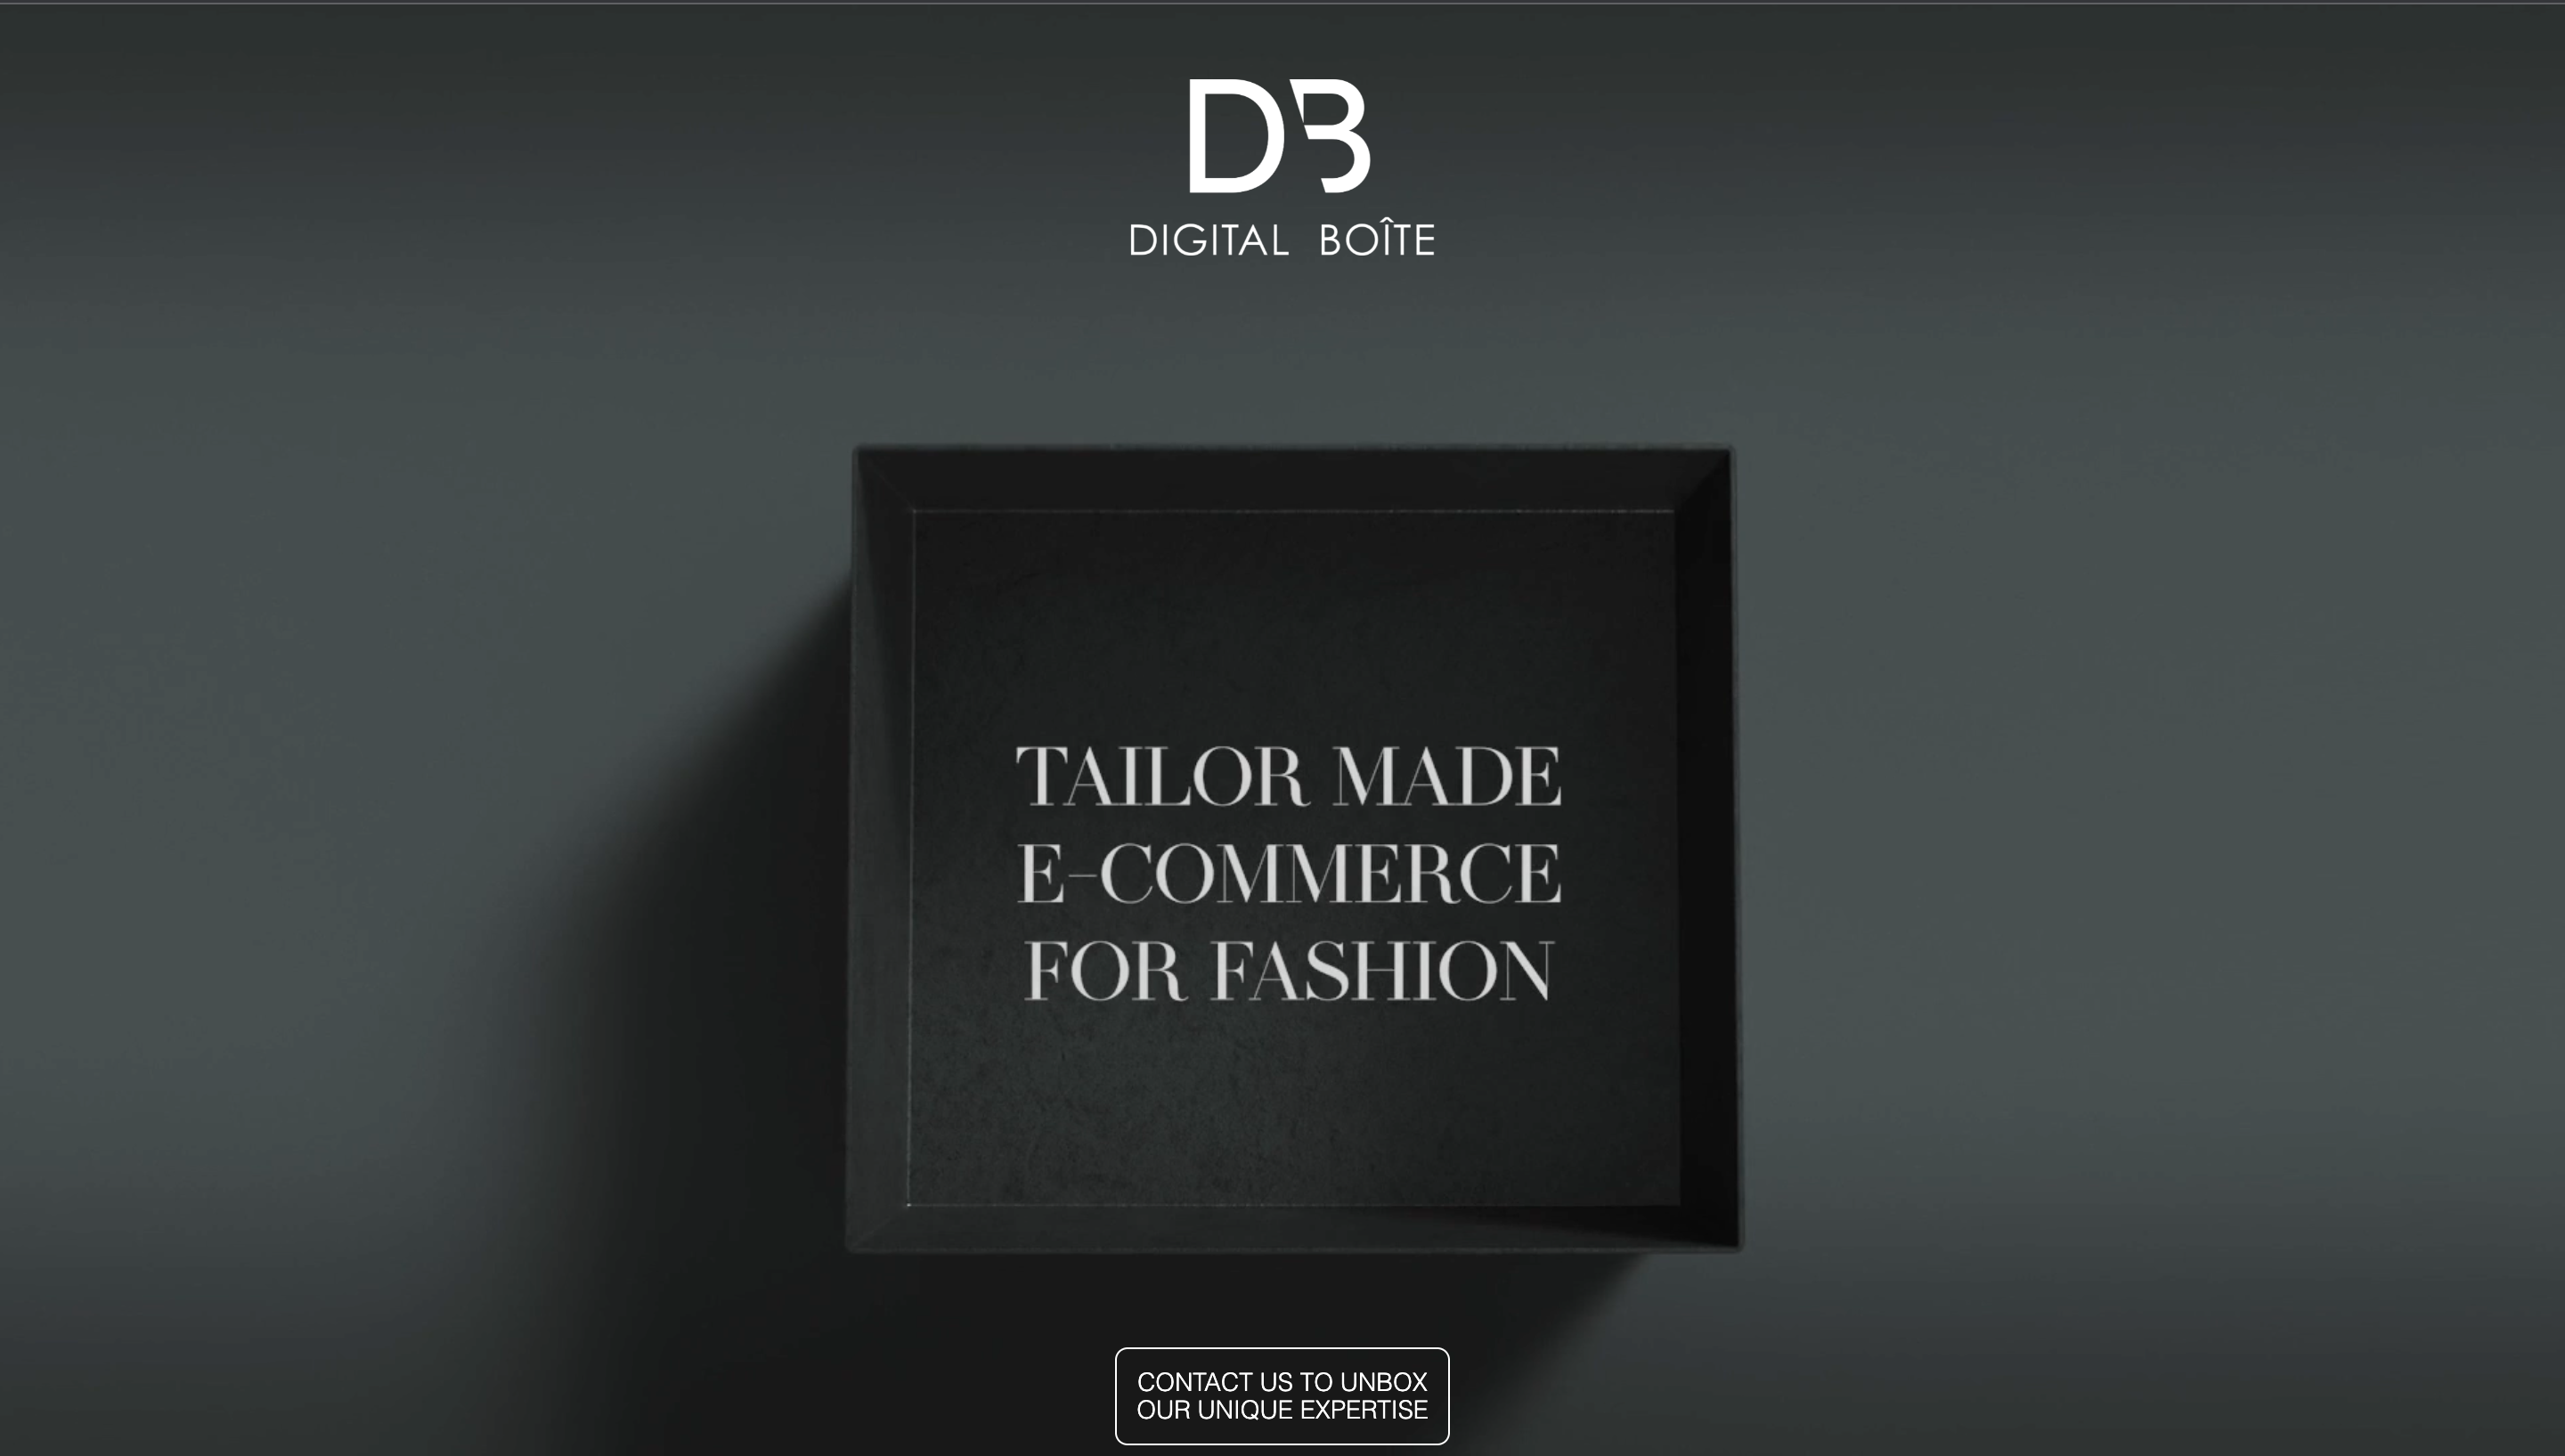 DB
DIGITAL BOÎTE
TAILOR MADE
E-COMMERCE
FOR FASHION
CONTACT US TO UNBOX
OUR UNIQUE EXPERTISE